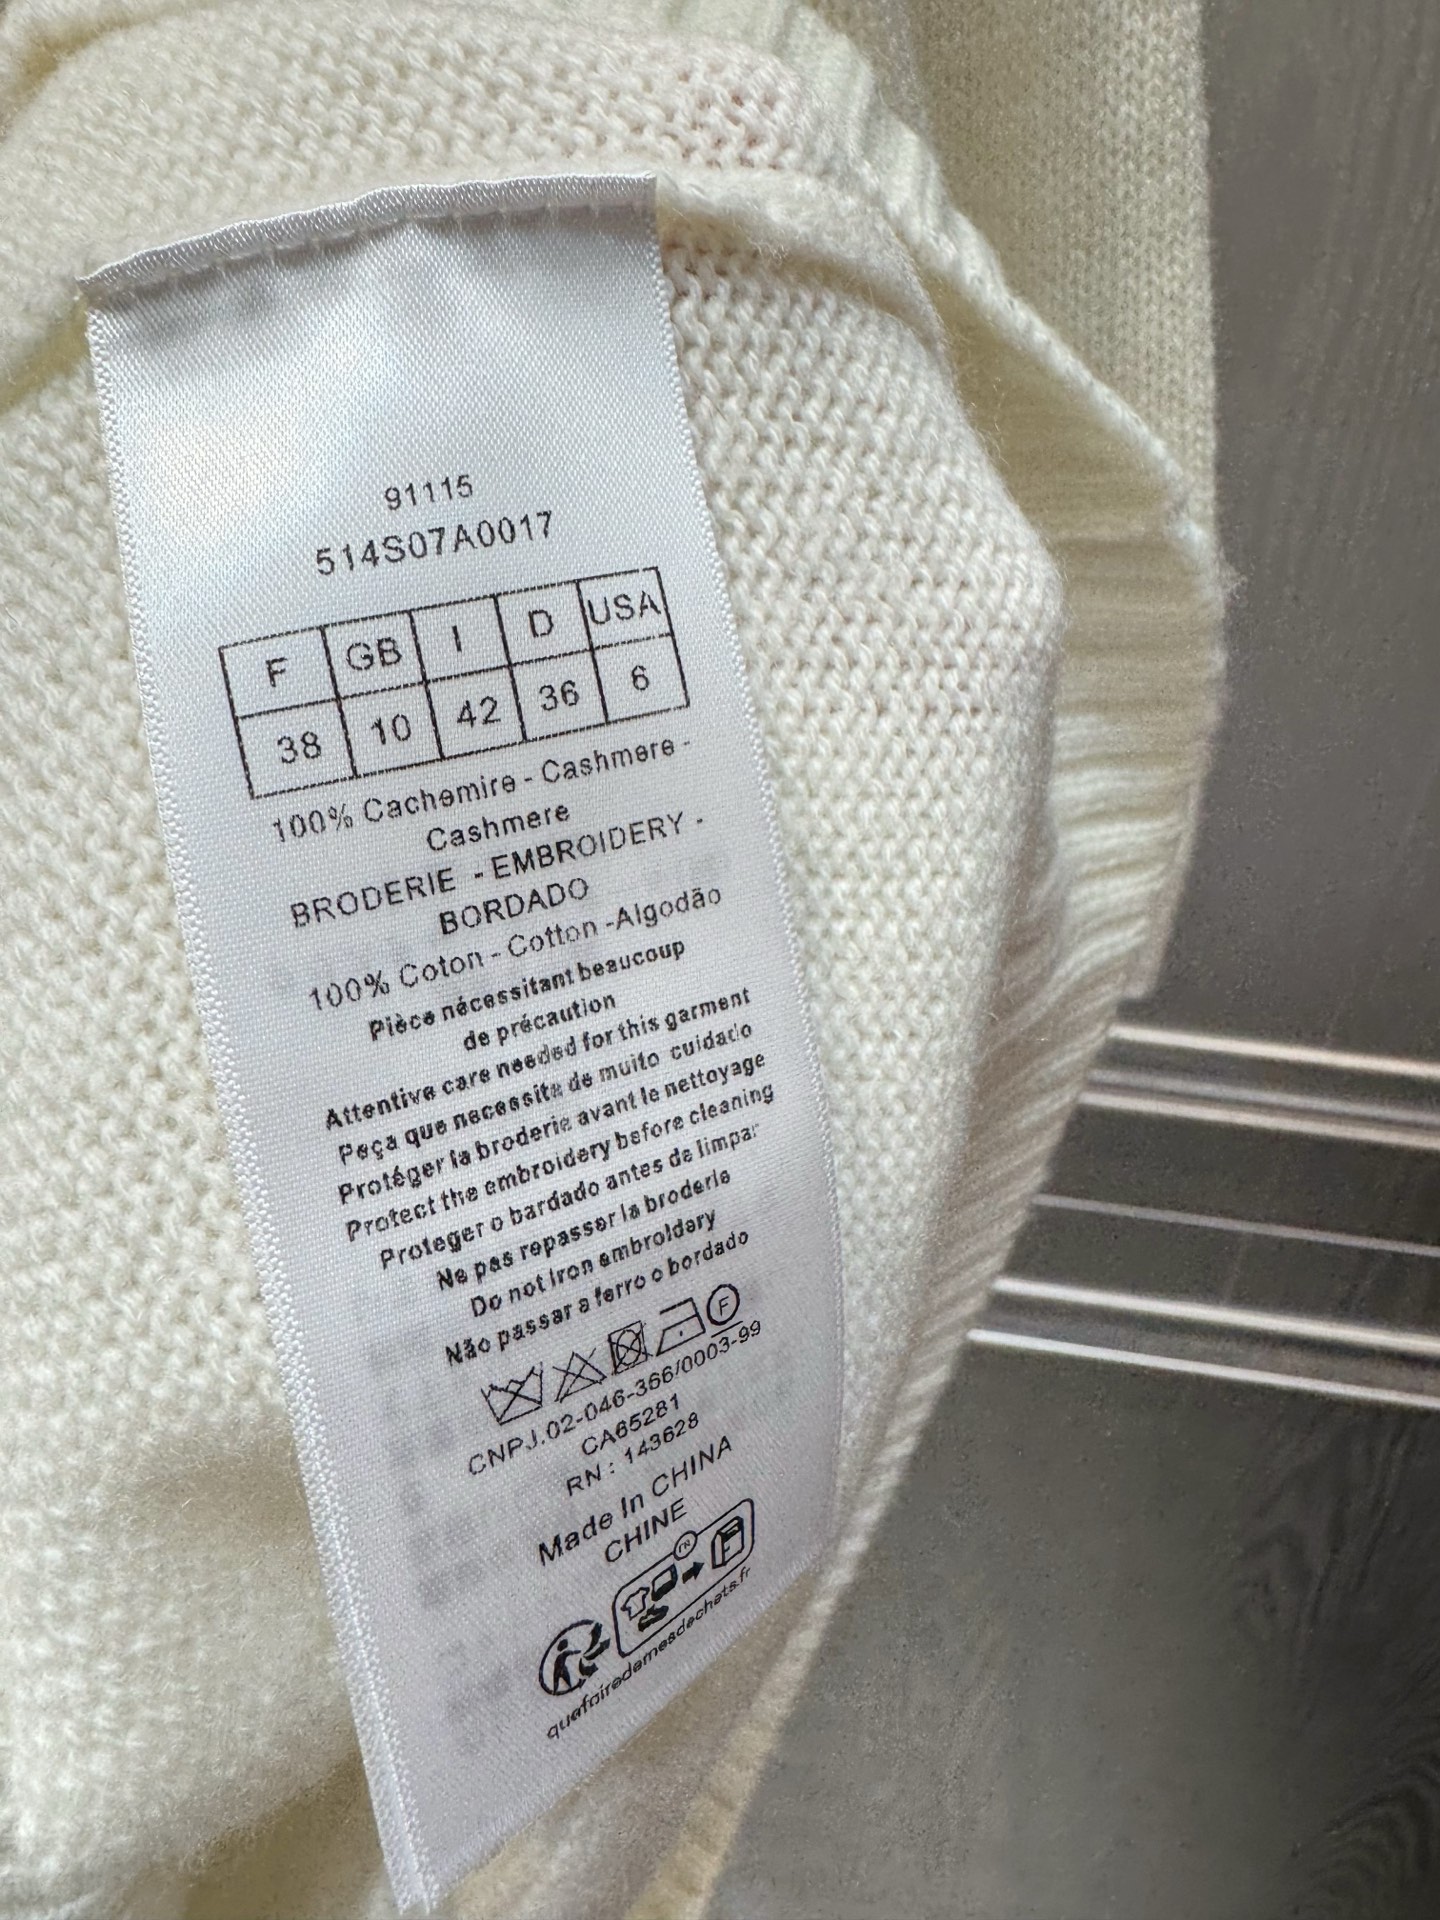 91115
514S07A0017
F GB I D USA
38 10 42 36 6
100% Cachemire - Cashmere -
Cashmere
BRODERIE - EMBROIDERY -
BORDADO
100% Coton - Cotton -Algodão
Pièce nécessitant beaucoup
de précaution
Attentive care needed for this garment
Peça que necessita de muito cuidado
Protéger la broderie avant le nettoyage
Protect the embroidery before cleaning
Proteger o bardado antes de limpar
Ne pas repasser la broderie
Do not Iron embroidery
Não passar a ferro o bordado
F
CNPJ.02-046-366/0003-99
CA65281
RN : 143628
Made In CHINA
CHINE
FR
quefairedemesdechets.fr